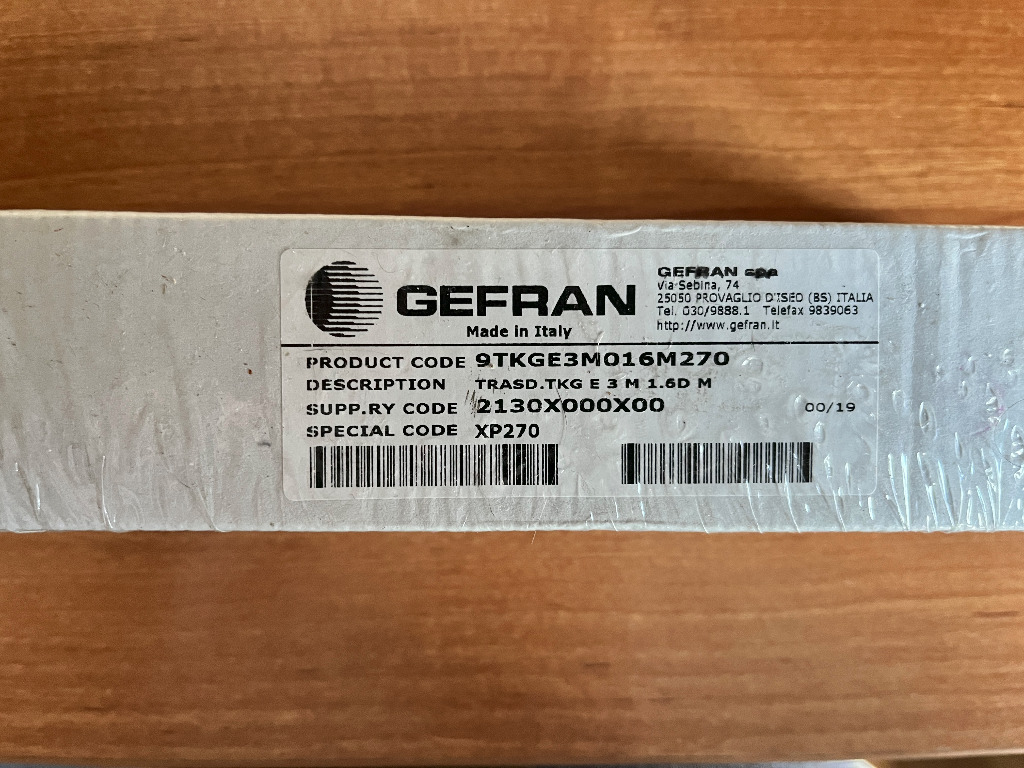 GEFRAN
Made in Italy
GEFRAN spa
Via Sebina, 74
25050 PROVAGLIO D'ISEO (BS) ITALIA
Tel. 030/9888.1 Telefax 9839063
http://www.gefran.it
PRODUCT CODE 9TKGE3M016M270
DESCRIPTION TRASD.TKG E 3 M 1.6D M
SUPP.RY CODE 2130X000X00 00/19
SPECIAL CODE XP270